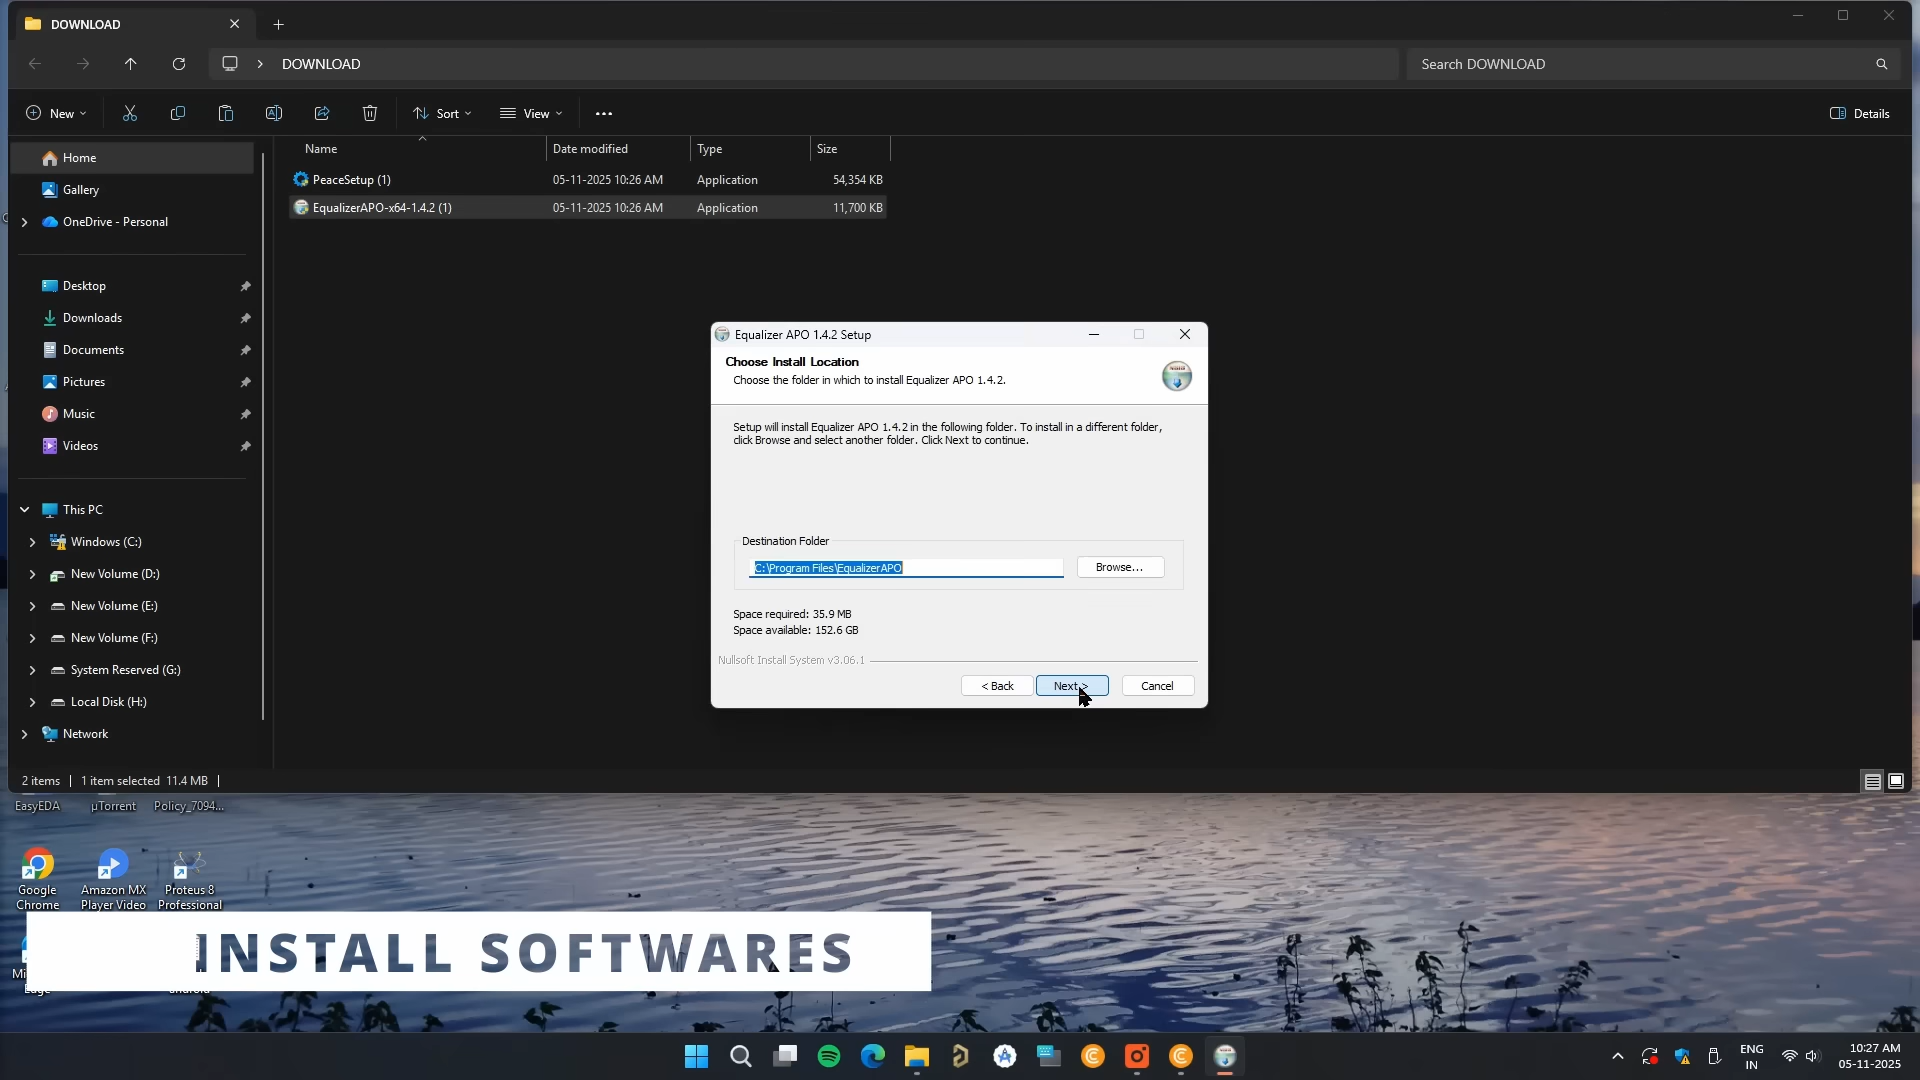 DOWNLOAD
DOWNLOAD
Search DOWNLOAD
New
Sort
View
Details
Home
Gallery
OneDrive - Personal
Desktop
Downloads
Documents
Pictures
Music
Videos
This PC
Windows (C:)
New Volume (D:)
New Volume (E:)
New Volume (F:)
System Reserved (G:)
Local Disk (H:)
Network
Name Date modified Type Size
PeaceSetup (1) 05-11-2025 10:26 AM Application 54,354 KB
EqualizerAPO-x64-1.4.2 (1) 05-11-2025 10:26 AM Application 11,700 KB
Equalizer APO 1.4.2 Setup
Choose Install Location
Choose the folder in which to install Equalizer APO 1.4.2.
Setup will install Equalizer APO 1.4.2 in the following folder. To install in a different folder,
click Browse and select another folder. Click Next to continue.
Destination Folder
C:\Program Files\EqualizerAPO
Browse...
Space required: 35.9 MB
Space available: 152.6 GB
Nullsoft Install System v3.06.1
< Back
Next >
Cancel
2 items
1 item selected 11.4 MB
EasyEDA
µTorrent
Policy_7094...
Google
Chrome
Amazon MX
Player Video
Proteus 8
Professional
INSTALL SOFTWARES
ENG
IN
10:27 AM
05-11-2025